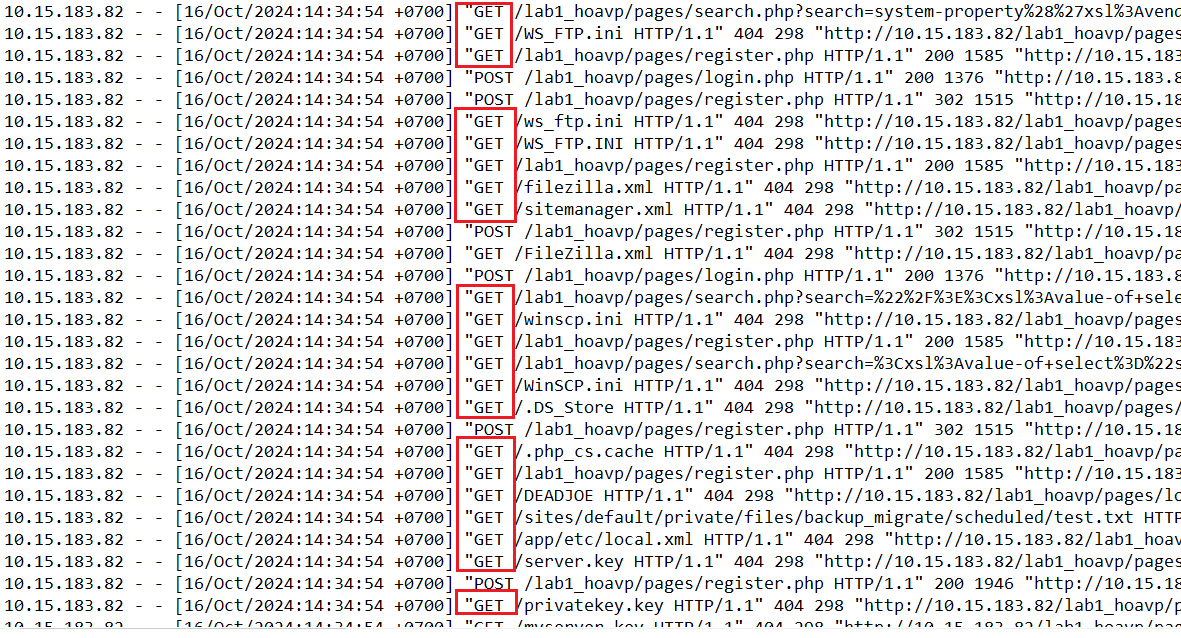 10.15.183.82 - - [16/Oct/2024:14:34:54 +0700] "GET /lab1_hoavp/pages/search.php?search=system-property%28%27xsl%3Avend
10.15.183.82 - - [16/Oct/2024:14:34:54 +0700] "GET /WS_FTP.ini HTTP/1.1" 404 298 "http://10.15.183.82/lab1_hoavp/pages
10.15.183.82 - - [16/Oct/2024:14:34:54 +0700] "GET /lab1_hoavp/pages/register.php HTTP/1.1" 200 1585 "http://10.15.183
10.15.183.82 - - [16/Oct/2024:14:34:54 +0700] "POST /lab1_hoavp/pages/login.php HTTP/1.1" 200 1376 "http://10.15.183.8
10.15.183.82 - - [16/Oct/2024:14:34:54 +0700] "POST /lab1_hoavp/pages/register.php HTTP/1.1" 302 1515 "http://10.15.18
10.15.183.82 - - [16/Oct/2024:14:34:54 +0700] "GET /ws_ftp.ini HTTP/1.1" 404 298 "http://10.15.183.82/lab1_hoavp/pages
10.15.183.82 - - [16/Oct/2024:14:34:54 +0700] "GET /WS_FTP.INI HTTP/1.1" 404 298 "http://10.15.183.82/lab1_hoavp/pages
10.15.183.82 - - [16/Oct/2024:14:34:54 +0700] "GET /lab1_hoavp/pages/register.php HTTP/1.1" 200 1585 "http://10.15.183
10.15.183.82 - - [16/Oct/2024:14:34:54 +0700] "GET /filezilla.xml HTTP/1.1" 404 298 "http://10.15.183.82/lab1_hoavp/pa
10.15.183.82 - - [16/Oct/2024:14:34:54 +0700] "GET /sitemanager.xml HTTP/1.1" 404 298 "http://10.15.183.82/lab1_hoavp/
10.15.183.82 - - [16/Oct/2024:14:34:54 +0700] "POST /lab1_hoavp/pages/register.php HTTP/1.1" 302 1515 "http://10.15.18
10.15.183.82 - - [16/Oct/2024:14:34:54 +0700] "GET /FileZilla.xml HTTP/1.1" 404 298 "http://10.15.183.82/lab1_hoavp/pa
10.15.183.82 - - [16/Oct/2024:14:34:54 +0700] "POST /lab1_hoavp/pages/login.php HTTP/1.1" 200 1376 "http://10.15.183.8
10.15.183.82 - - [16/Oct/2024:14:34:54 +0700] "GET /lab1_hoavp/pages/search.php?search=%22%2F%3E%3Cxsl%3Avalue-of+sele
10.15.183.82 - - [16/Oct/2024:14:34:54 +0700] "GET /winscp.ini HTTP/1.1" 404 298 "http://10.15.183.82/lab1_hoavp/pages
10.15.183.82 - - [16/Oct/2024:14:34:54 +0700] "GET /lab1_hoavp/pages/register.php HTTP/1.1" 200 1585 "http://10.15.183
10.15.183.82 - - [16/Oct/2024:14:34:54 +0700] "GET /lab1_hoavp/pages/search.php?search=%3Cxsl%3Avalue-of+select%3D%22s
10.15.183.82 - - [16/Oct/2024:14:34:54 +0700] "GET /WinSCP.ini HTTP/1.1" 404 298 "http://10.15.183.82/lab1_hoavp/pages
10.15.183.82 - - [16/Oct/2024:14:34:54 +0700] "GET /.DS_Store HTTP/1.1" 404 298 "http://10.15.183.82/lab1_hoavp/pages/
10.15.183.82 - - [16/Oct/2024:14:34:54 +0700] "POST /lab1_hoavp/pages/register.php HTTP/1.1" 302 1515 "http://10.15.18
10.15.183.82 - - [16/Oct/2024:14:34:54 +0700] "GET /.php_cs.cache HTTP/1.1" 404 298 "http://10.15.183.82/lab1_hoavp/pa
10.15.183.82 - - [16/Oct/2024:14:34:54 +0700] "GET /lab1_hoavp/pages/register.php HTTP/1.1" 200 1585 "http://10.15.183
10.15.183.82 - - [16/Oct/2024:14:34:54 +0700] "GET /DEADJOE HTTP/1.1" 404 298 "http://10.15.183.82/lab1_hoavp/pages/lo
10.15.183.82 - - [16/Oct/2024:14:34:54 +0700] "GET /sites/default/private/files/backup_migrate/scheduled/test.txt HTTP
10.15.183.82 - - [16/Oct/2024:14:34:54 +0700] "GET /app/etc/local.xml HTTP/1.1" 404 298 "http://10.15.183.82/lab1_hoav
10.15.183.82 - - [16/Oct/2024:14:34:54 +0700] "GET /server.key HTTP/1.1" 404 298 "http://10.15.183.82/lab1_hoavp/pages
10.15.183.82 - - [16/Oct/2024:14:34:54 +0700] "POST /lab1_hoavp/pages/register.php HTTP/1.1" 200 1946 "http://10.15.18
10.15.183.82 - - [16/Oct/2024:14:34:54 +0700] "GET /privatekey.key HTTP/1.1" 404 298 "http://10.15.183.82/lab1_hoavp/p